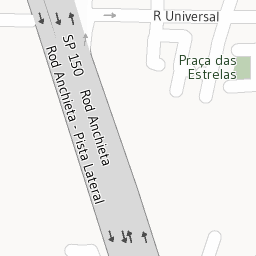 R Universal
Praça das
Estrelas
SP 150
Rod Anchieta
Rod Anchieta - Pista Lateral